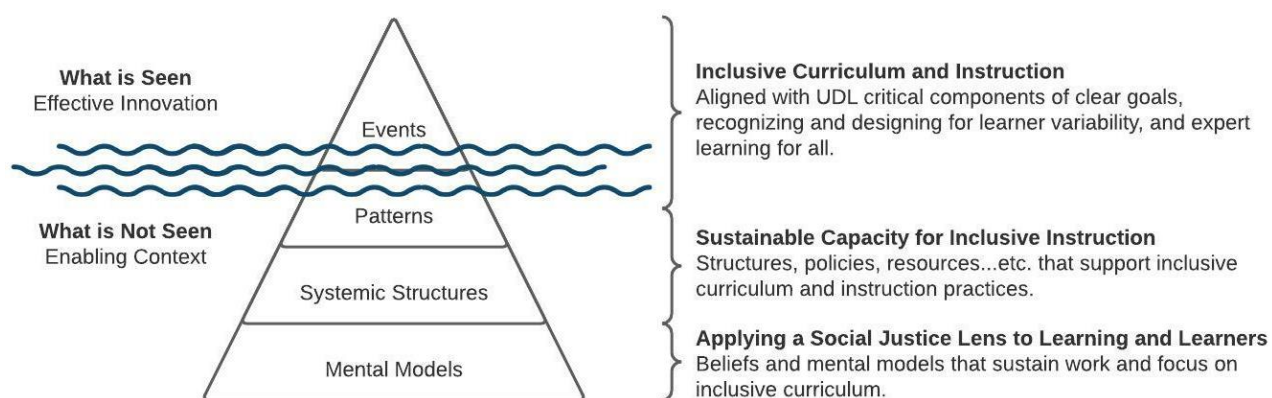 What is Seen
Effective Innovation
Events
What is Not Seen
Enabling Context
Patterns
Systemic Structures
Mental Models
Inclusive Curriculum and Instruction
Aligned with UDL critical components of clear goals,
recognizing and designing for learner variability, and expert
learning for all.
Sustainable Capacity for Inclusive Instruction
Structures, policies, resources...etc. that support inclusive
curriculum and instruction practices.
Applying a Social Justice Lens to Learning and Learners
Beliefs and mental models that sustain work and focus on
inclusive curriculum.